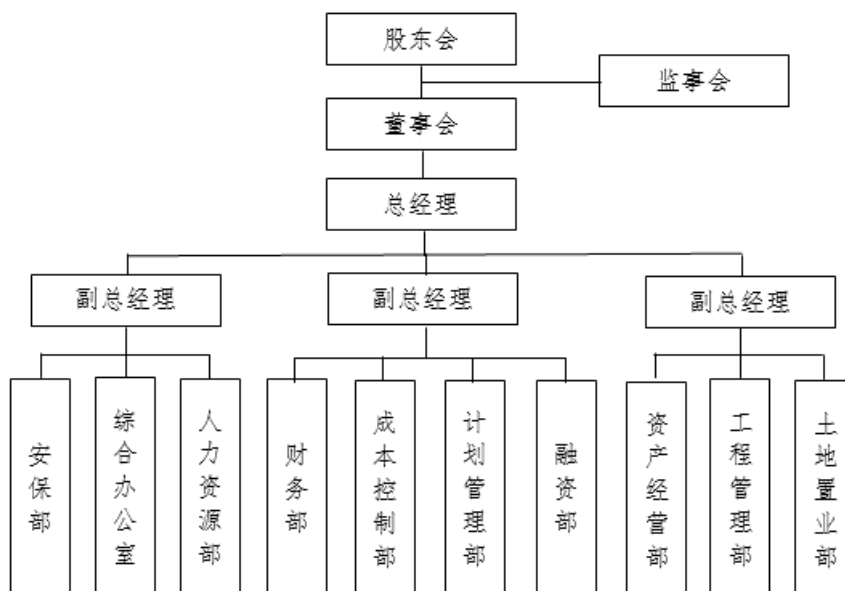 股东会
监事会
董事会
总经理
副总经理
副总经理
副总经理
安保部
综合办公室
人力资源部
财务部
成本控制部
计划管理部
融资部
资产经营部
工程管理部
土地置业部